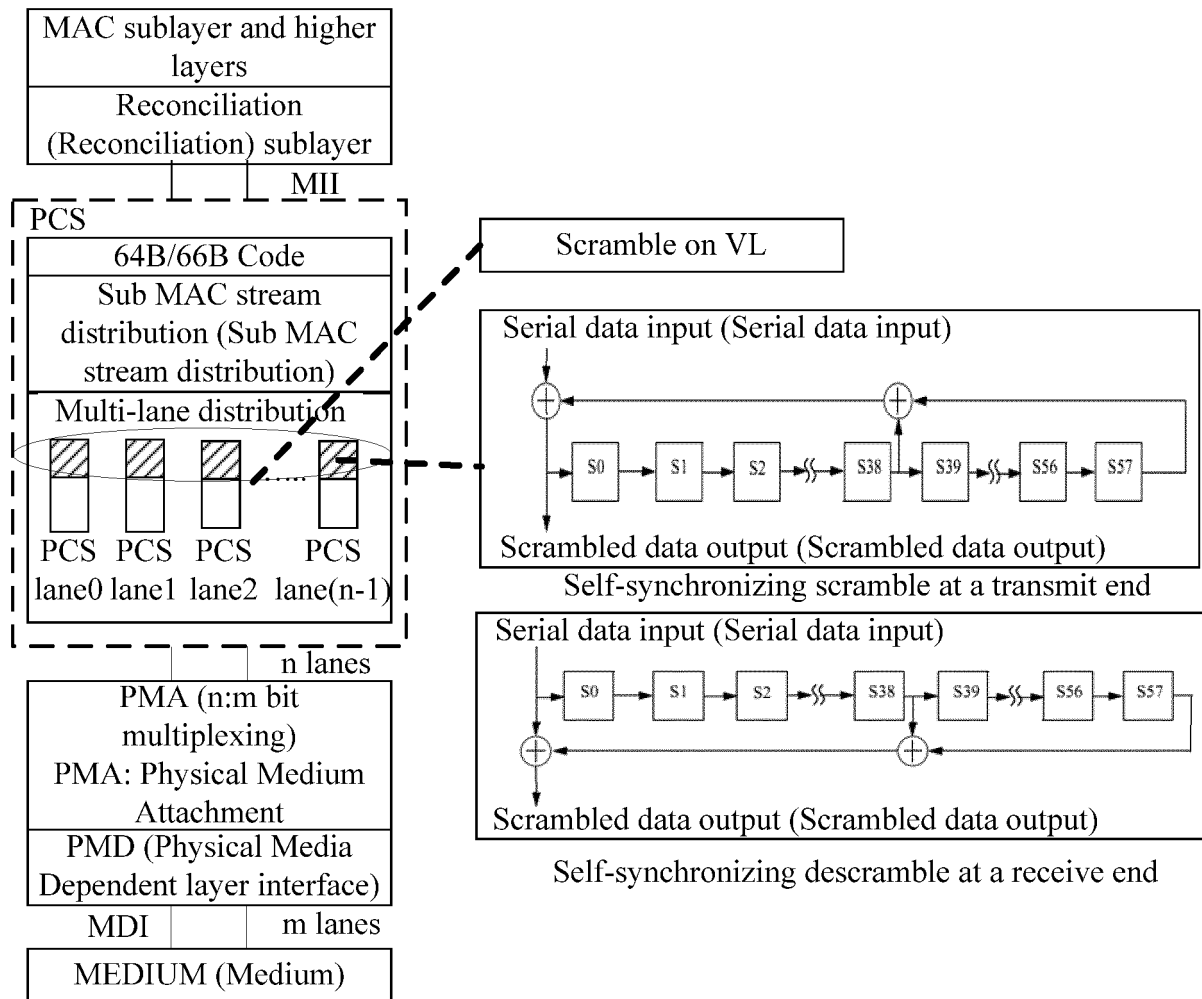 MAC sublayer and higher
layers
Reconciliation
(Reconciliation) sublayer
MII
PCS
64B/66B Code
Sub MAC stream
distribution (Sub MAC
stream distribution)
Multi-lane distribution
......
PCS PCS PCS PCS
lane0 lane1 lane2 lane(n-1)
n lanes
PMA (n:m bit
multiplexing)
PMA: Physical Medium
Attachment
PMD (Physical Media
Dependent layer interface)
MDI m lanes
MEDIUM (Medium)
Scramble on VL
Serial data input (Serial data input)
S0 S1 S2 S38 S39 S56 S57
Scrambled data output (Scrambled data output)
Self-synchronizing scramble at a transmit end
Serial data input (Serial data input)
S0 S1 S2 S38 S39 S56 S57
Scrambled data output (Scrambled data output)
Self-synchronizing descramble at a receive end